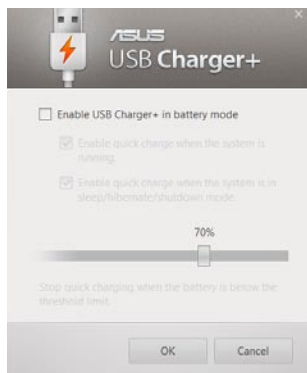 ASUS
USB Charger+
Enable USB Charger+ in battery mode
Enable quick charge when the system is
running.
Enable quick charge when the system is in
sleep/hibernate/shutdown mode.
70%
Stop quick charging when the battery is below the
threshold limit.
OK
Cancel